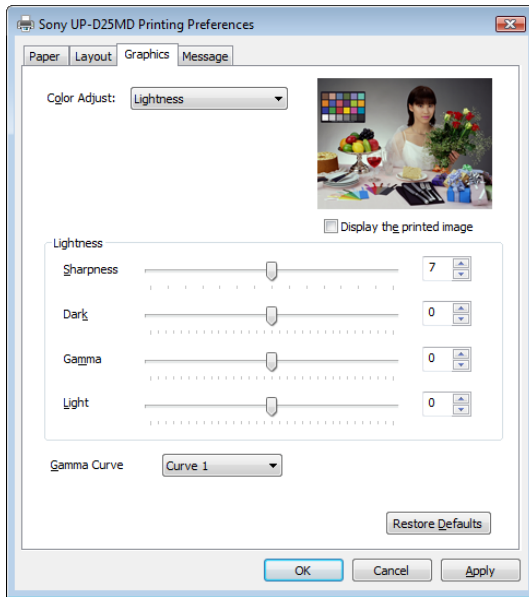 Sony UP-D25MD Printing Preferences
Paper Layout Graphics Message
Color Adjust: Lightness
Display the printed image
Lightness
Sharpness 7
Dark 0
Gamma 0
Light 0
Gamma Curve Curve 1
Restore Defaults
OK Cancel Apply